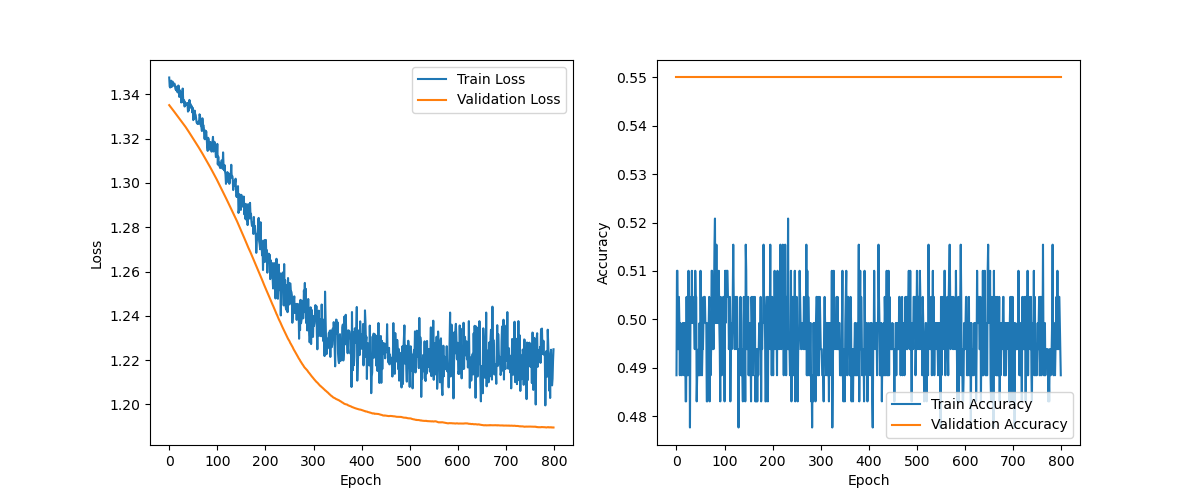 Train Loss
Validation Loss
1.34
1.32
1.30
1.28
1.26
1.24
1.22
1.20
Loss
0 100 200 300 400 500 600 700 800
Epoch
0.55
0.54
0.53
0.52
0.51
0.50
0.49
0.48
Accuracy
Train Accuracy
Validation Accuracy
0 100 200 300 400 500 600 700 800
Epoch